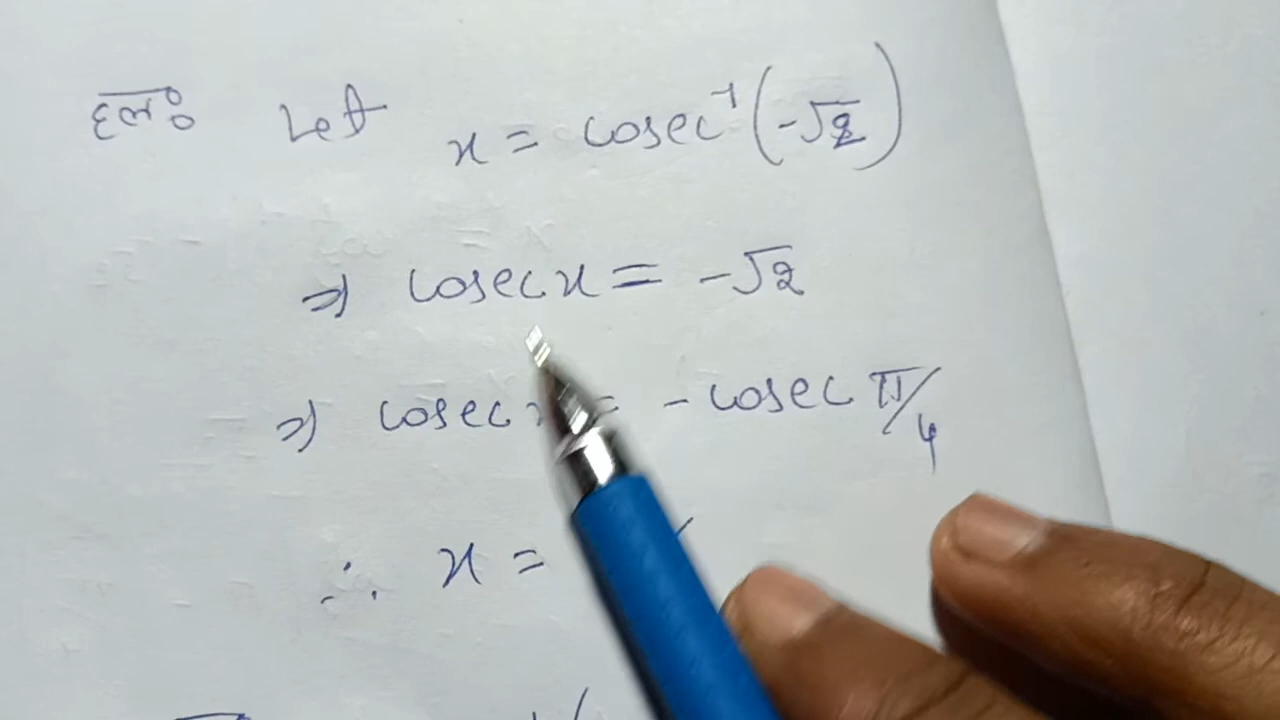 हल: Let x = cosec⁻¹(-√2)
⇒ cosec x = -√2
⇒ cosec x = - cosec π/4
∴ x =